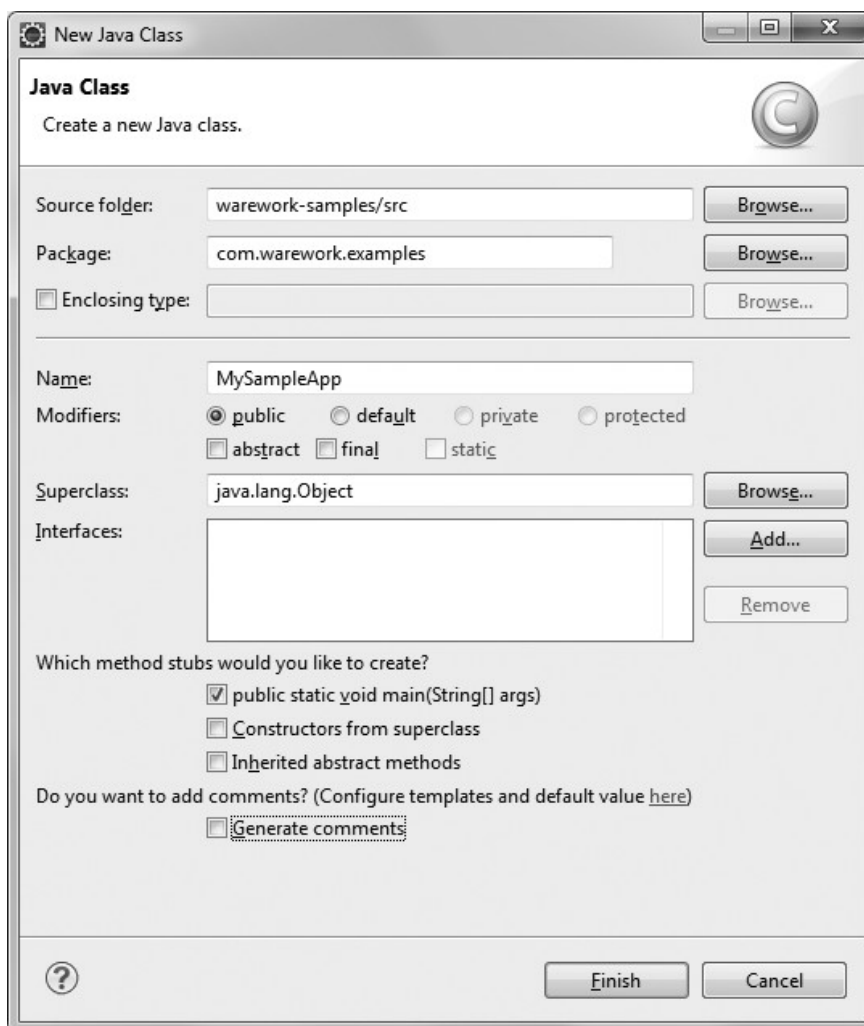 New Java Class
Java Class
Create a new Java class.
C
Source folder: warework-samples/src Browse...
Package: com.warework.examples Browse...
Enclosing type: Browse...
Name: MySampleApp
Modifiers: public default private protected
abstract final static
Superclass: java.lang.Object Browse...
Interfaces: Add...
Remove
Which method stubs would you like to create?
public static void main(String[] args)
Constructors from superclass
Inherited abstract methods
Do you want to add comments? (Configure templates and default value here)
Generate comments
? Finish Cancel